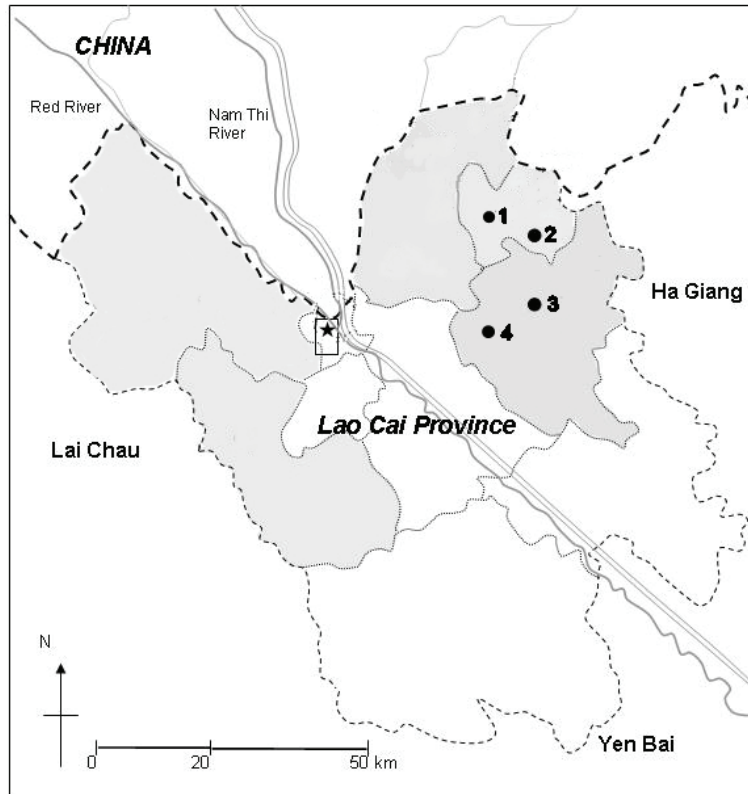 CHINA
Red River
Nam Thi
River
1
2
Ha Giang
3
4
Lao Cai Province
Lai Chau
N
Yen Bai
0 20 50 km